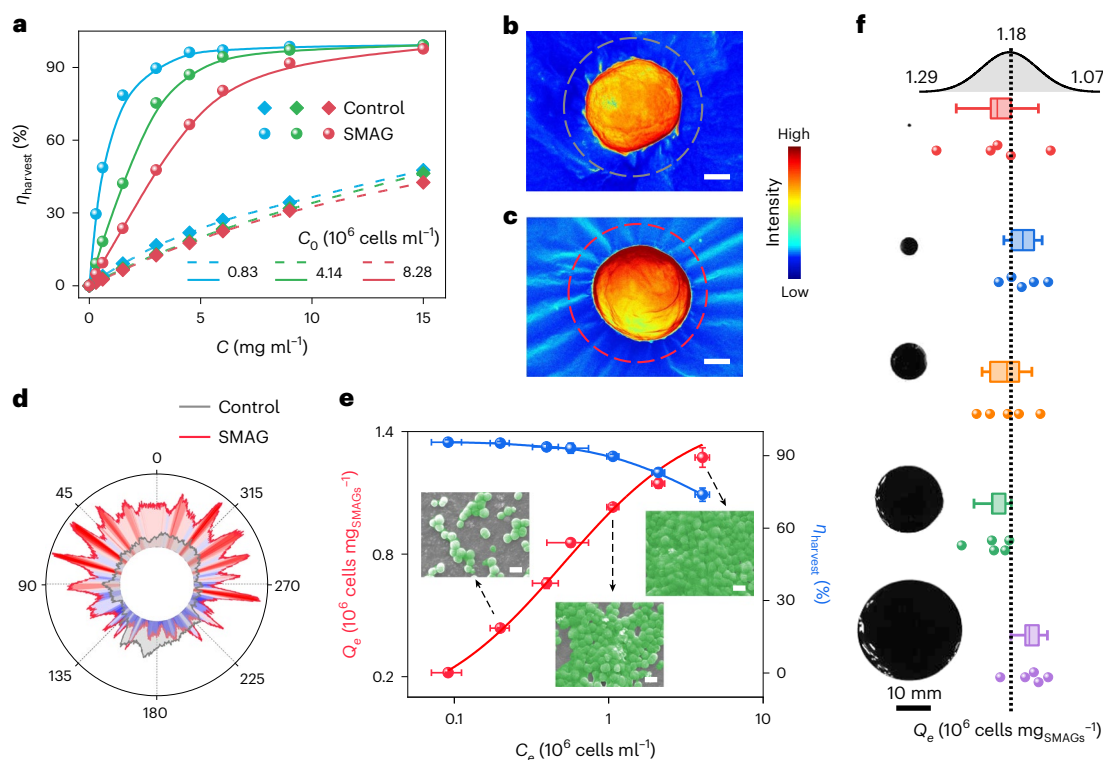 a
90
60
30
0
η_harvest (%)
Control
SMAG
C₀ (10⁶ cells ml⁻¹)
0.83
4.14
8.28
0
5
10
15
C (mg ml⁻¹)
b
c
High
Intensity
Low
d
Control
SMAG
0
45
315
90
270
135
225
180
e
1.4
0.8
0.2
Q_e (10⁶ cells mg_SMAGs⁻¹)
90
60
30
0
η_harvest (%)
0.1
1
10
C_e (10⁶ cells ml⁻¹)
f
1.18
1.29
1.07
10 mm
Q_e (10⁶ cells mg_SMAGs⁻¹)